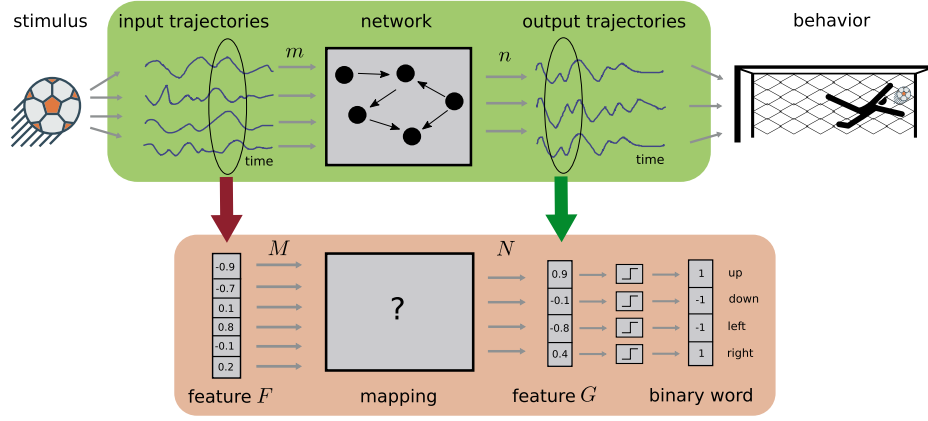 stimulus
input trajectories
network
output trajectories
behavior
m
n
time
time
M
N
-0.9
-0.7
0.1
0.8
-0.1
0.2
?
0.9
-0.1
-0.8
0.4
1
-1
-1
1
up
down
left
right
feature F
mapping
feature G
binary word